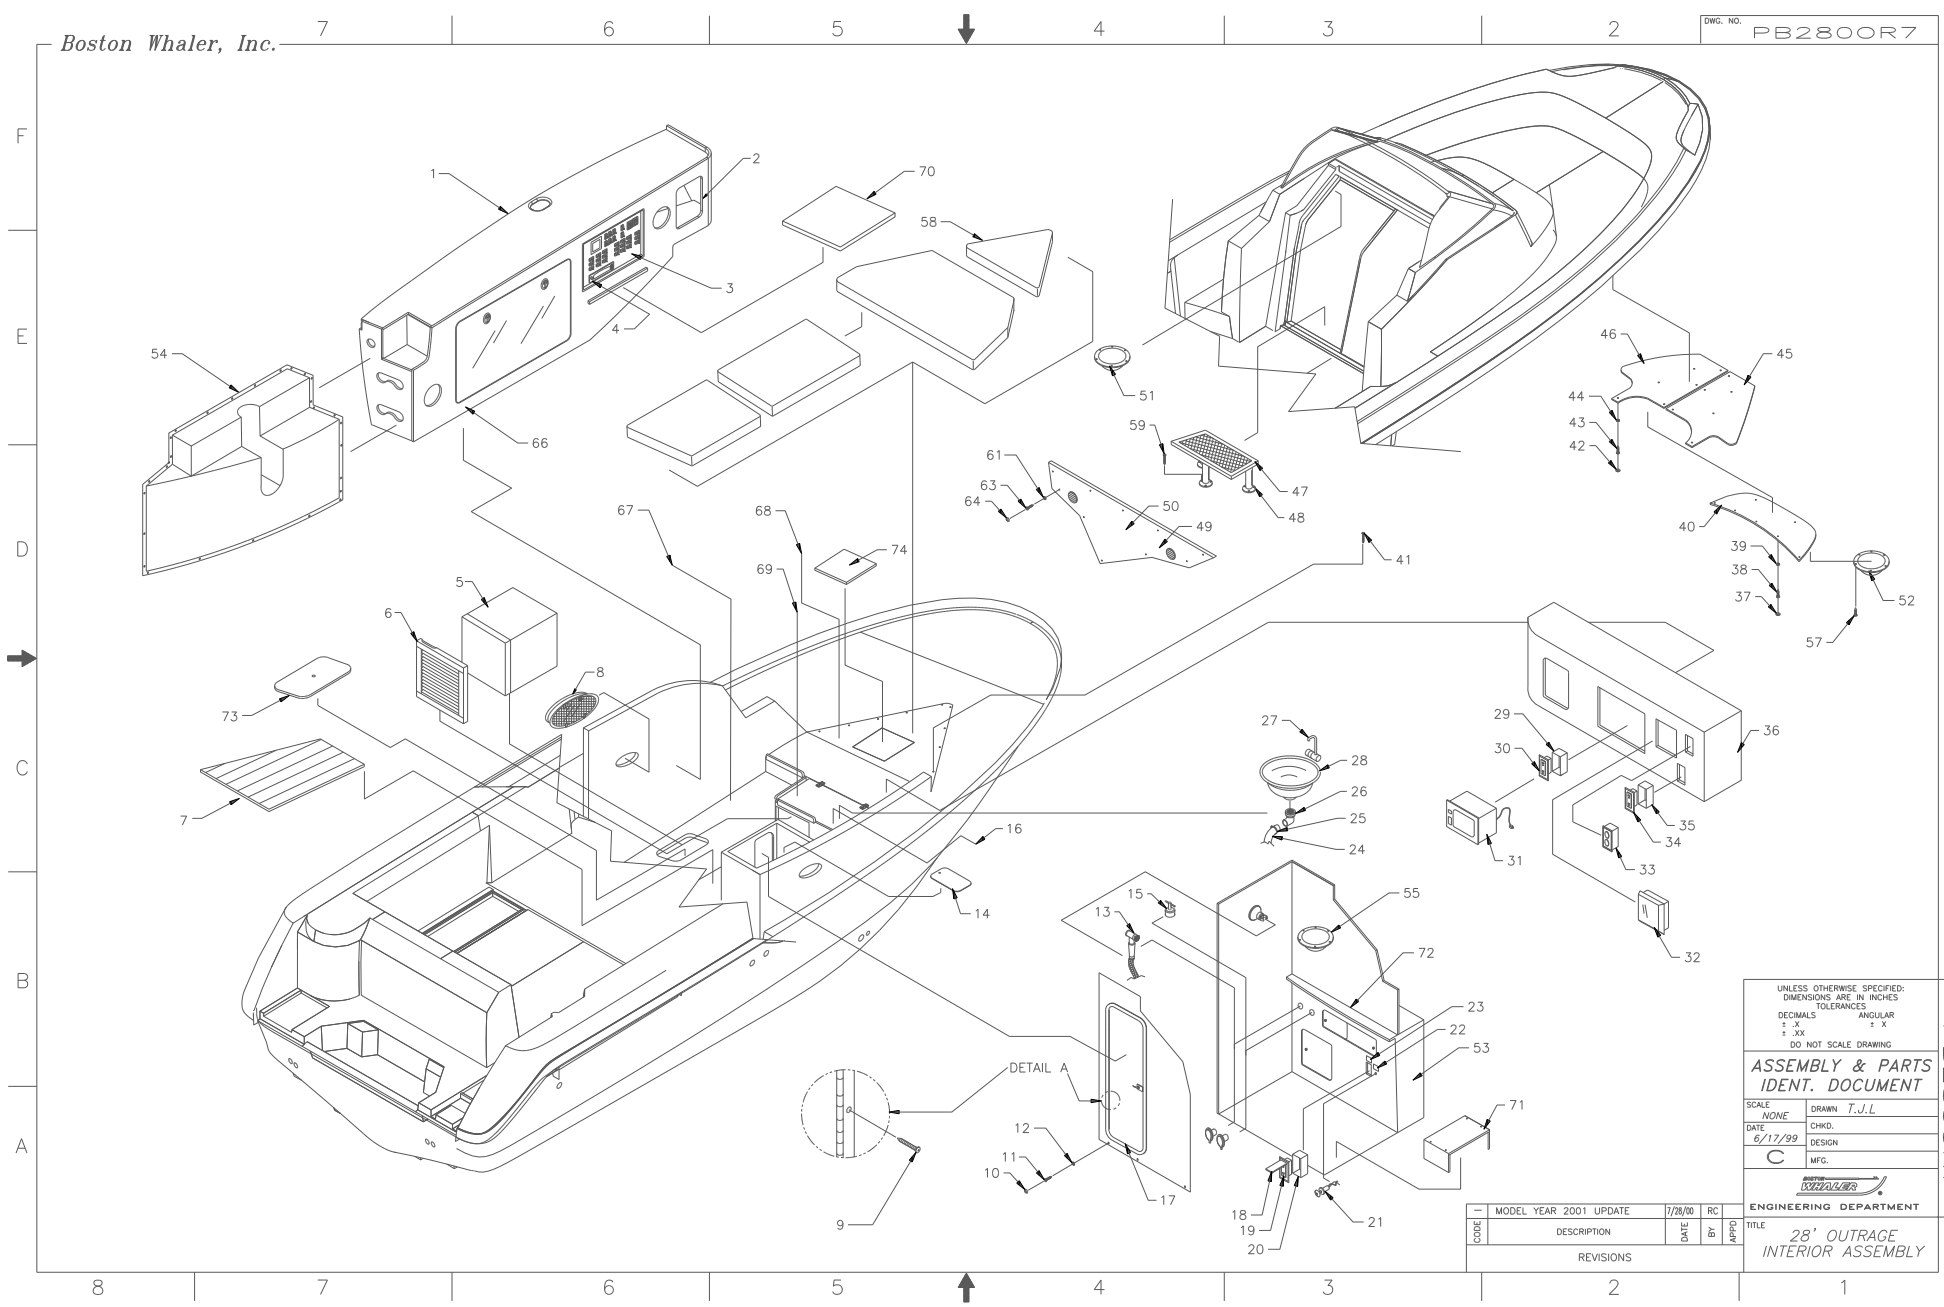 7
6
5
4
3
2
DWG. NO.
PB2800R7
Boston Whaler, Inc.
F
E
D
C
B
A
1
2
3
4
70
58
54
66
51
59
61
63
64
47
48
50
49
46
45
44
43
42
40
39
38
37
52
57
41
67
68
69
74
5
6
8
73
7
27
28
29
30
36
26
25
24
31
35
34
33
32
16
14
15
13
55
72
23
22
53
71
DETAIL A
12
11
10
9
17
18
19
20
21
UNLESS OTHERWISE SPECIFIED:
DIMENSIONS ARE IN INCHES
TOLERANCES
DECIMALS ANGULAR
± .X ± X
± .XX
DO NOT SCALE DRAWING
ASSEMBLY & PARTS
IDENT. DOCUMENT
SCALE
NONE
DRAWN T.J.L
DATE
6/17/99
CHKD.
DESIGN
C
MFG.
BOSTON
WHALER
ENGINEERING DEPARTMENT
TITLE
28' OUTRAGE
INTERIOR ASSEMBLY
– MODEL YEAR 2001 UPDATE 7/28/00 RC
CODE DESCRIPTION DATE BY APPD
REVISIONS
8
7
6
5
4
3
2
1